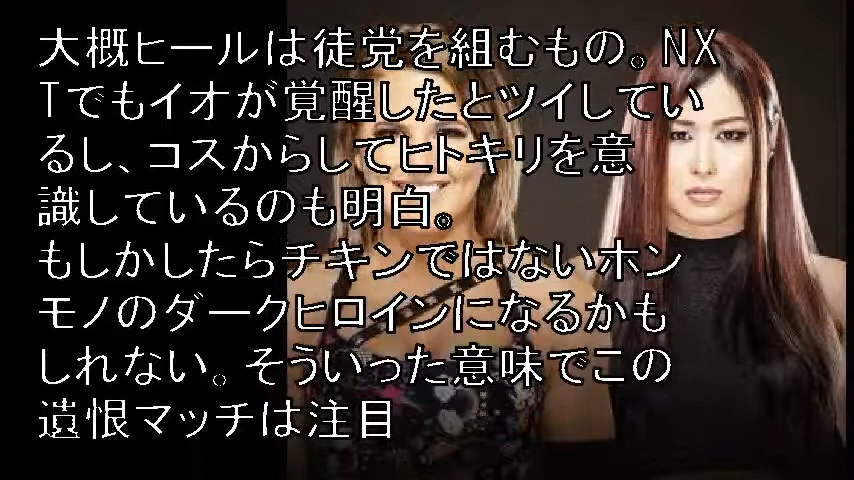 大概ヒールは徒党を組むもの。NX
Tでもイオが覚醒したとツイしてい
るし、コスからしてヒトキリを意
識しているのも明白。
もしかしたらチキンではないホン
モノのダークヒロインになるかも
しれない。そういった意味でこの
遺恨マッチは注目